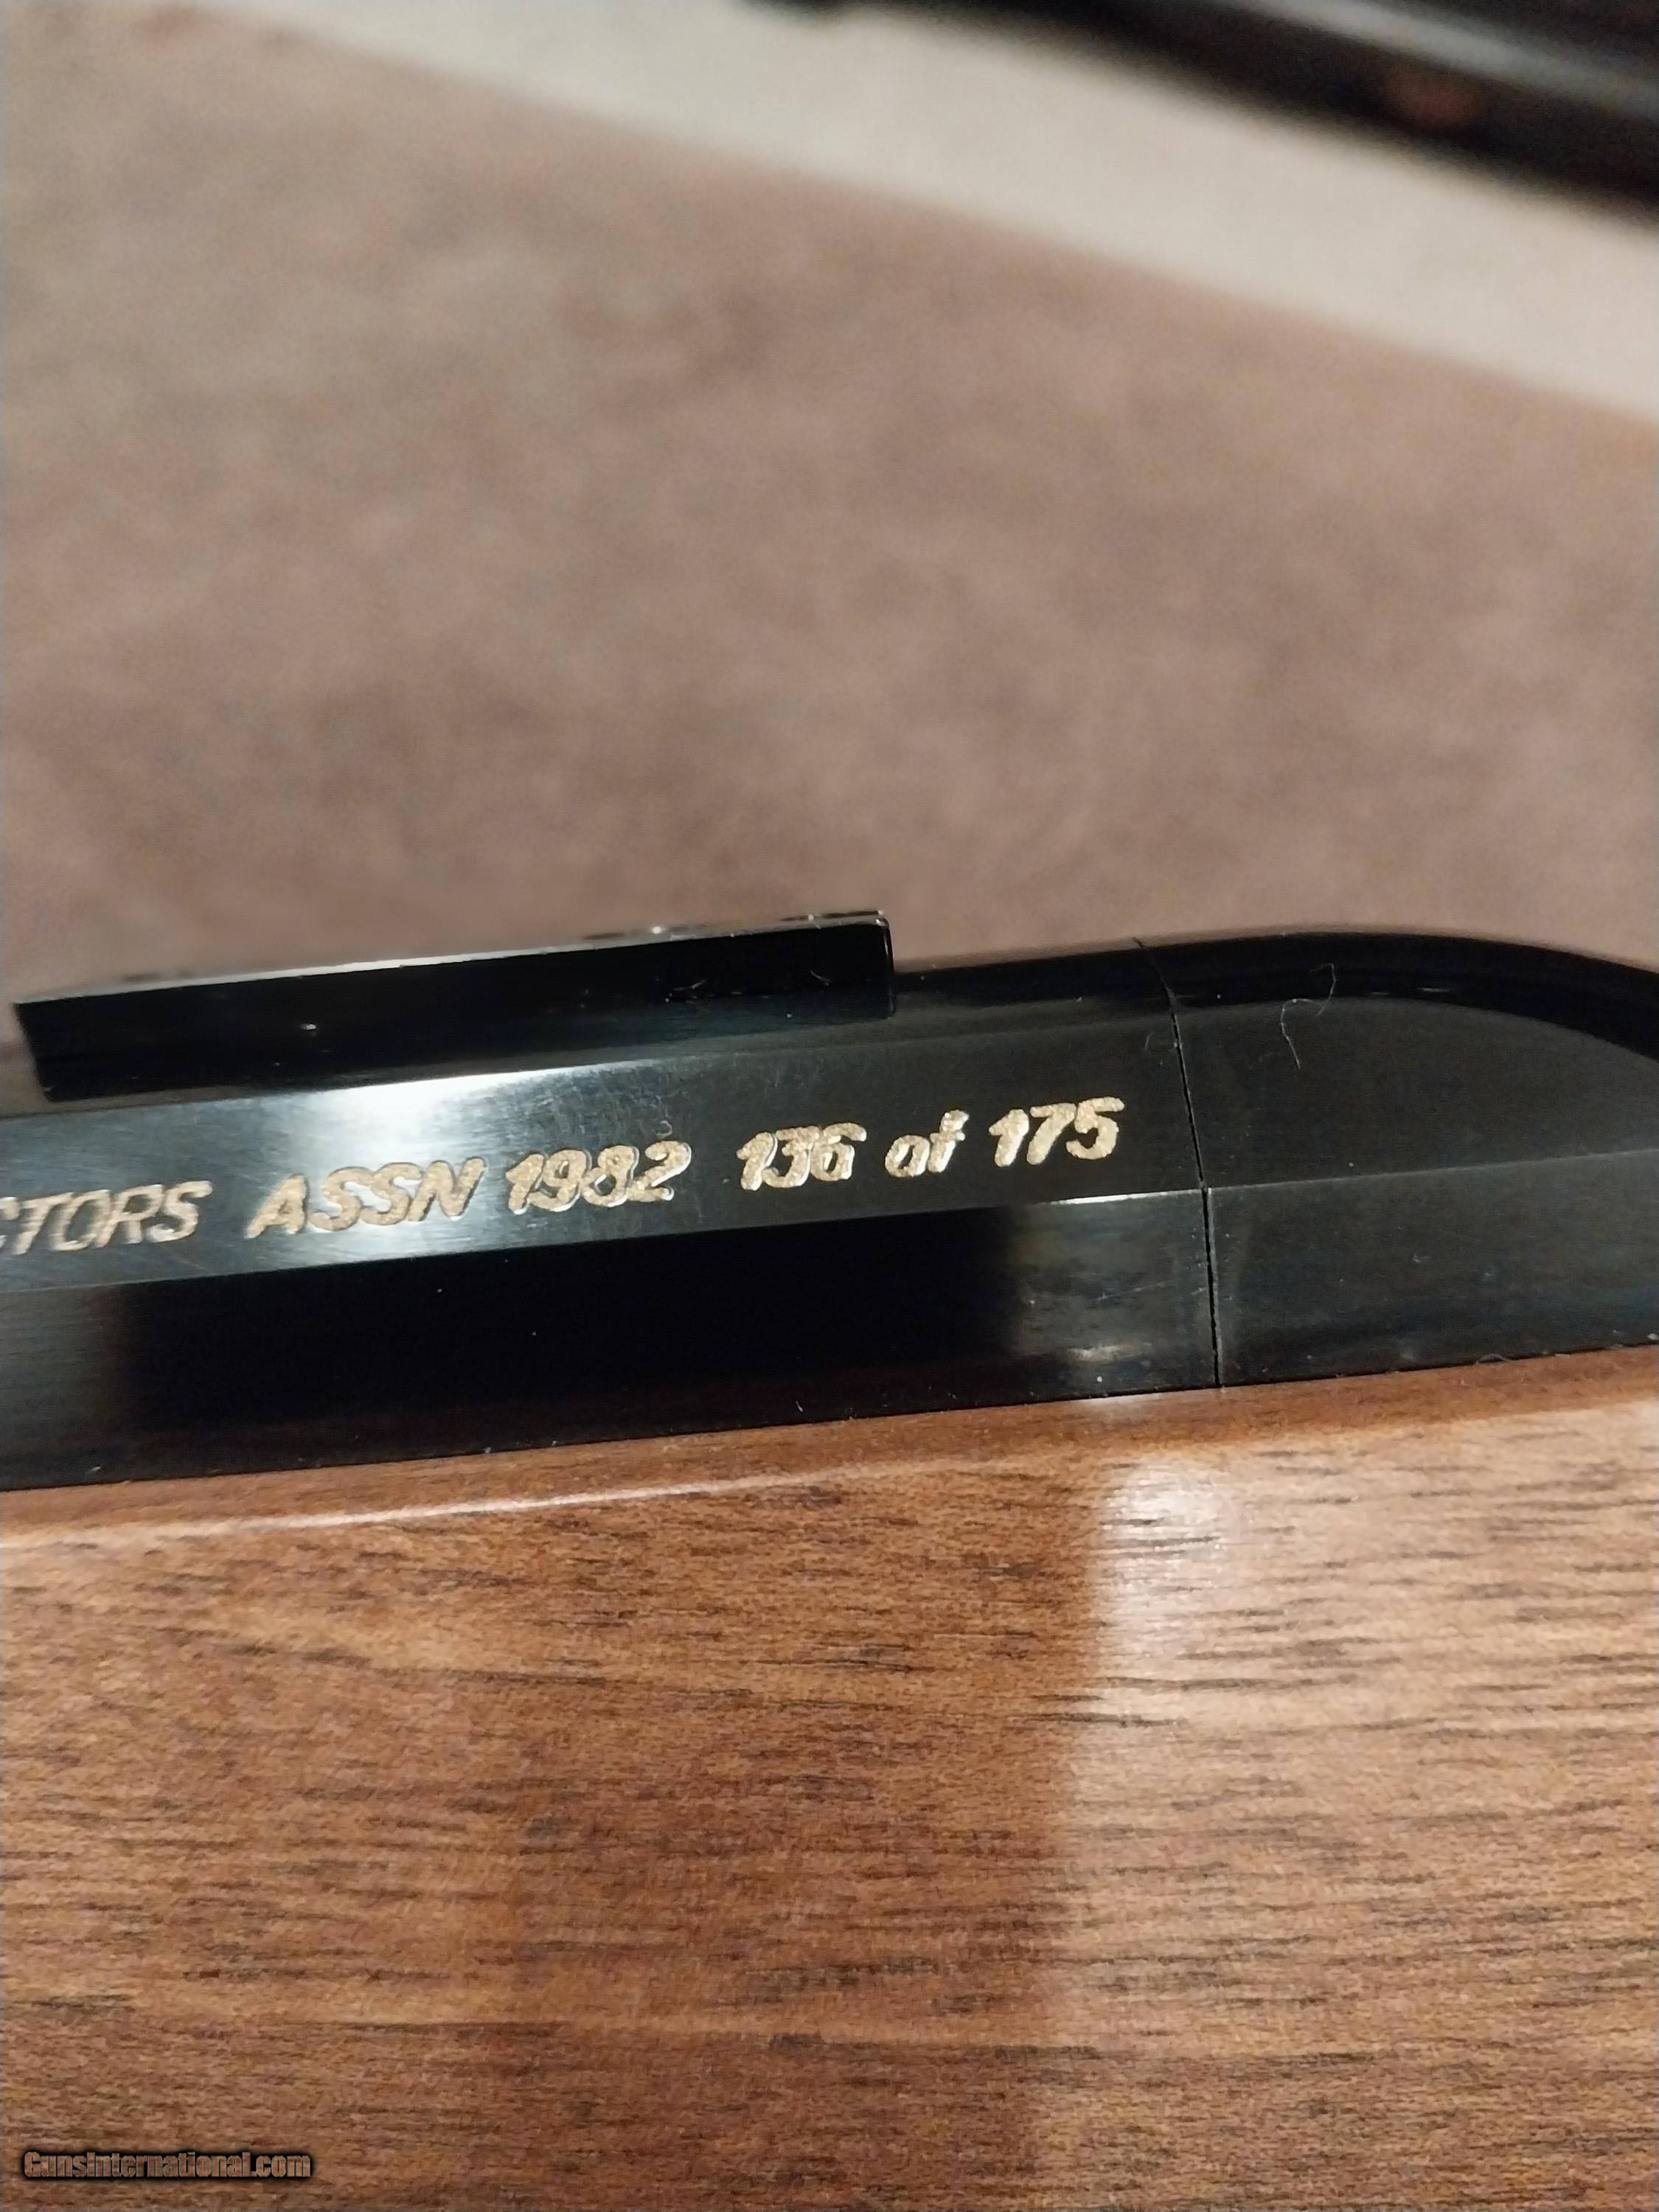 CTORS ASSN 1982 136 of 175
GunsInternational.com